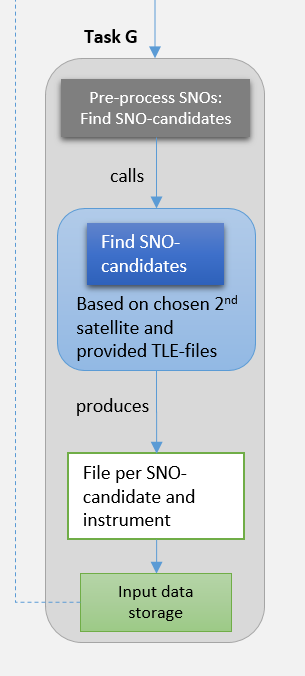 Task G
Pre-process SNOs:
Find SNO-candidates
calls
Find SNO-
candidates
Based on chosen 2nd
satellite and
provided TLE-files
produces
File per SNO-
candidate and
instrument
Input data
storage